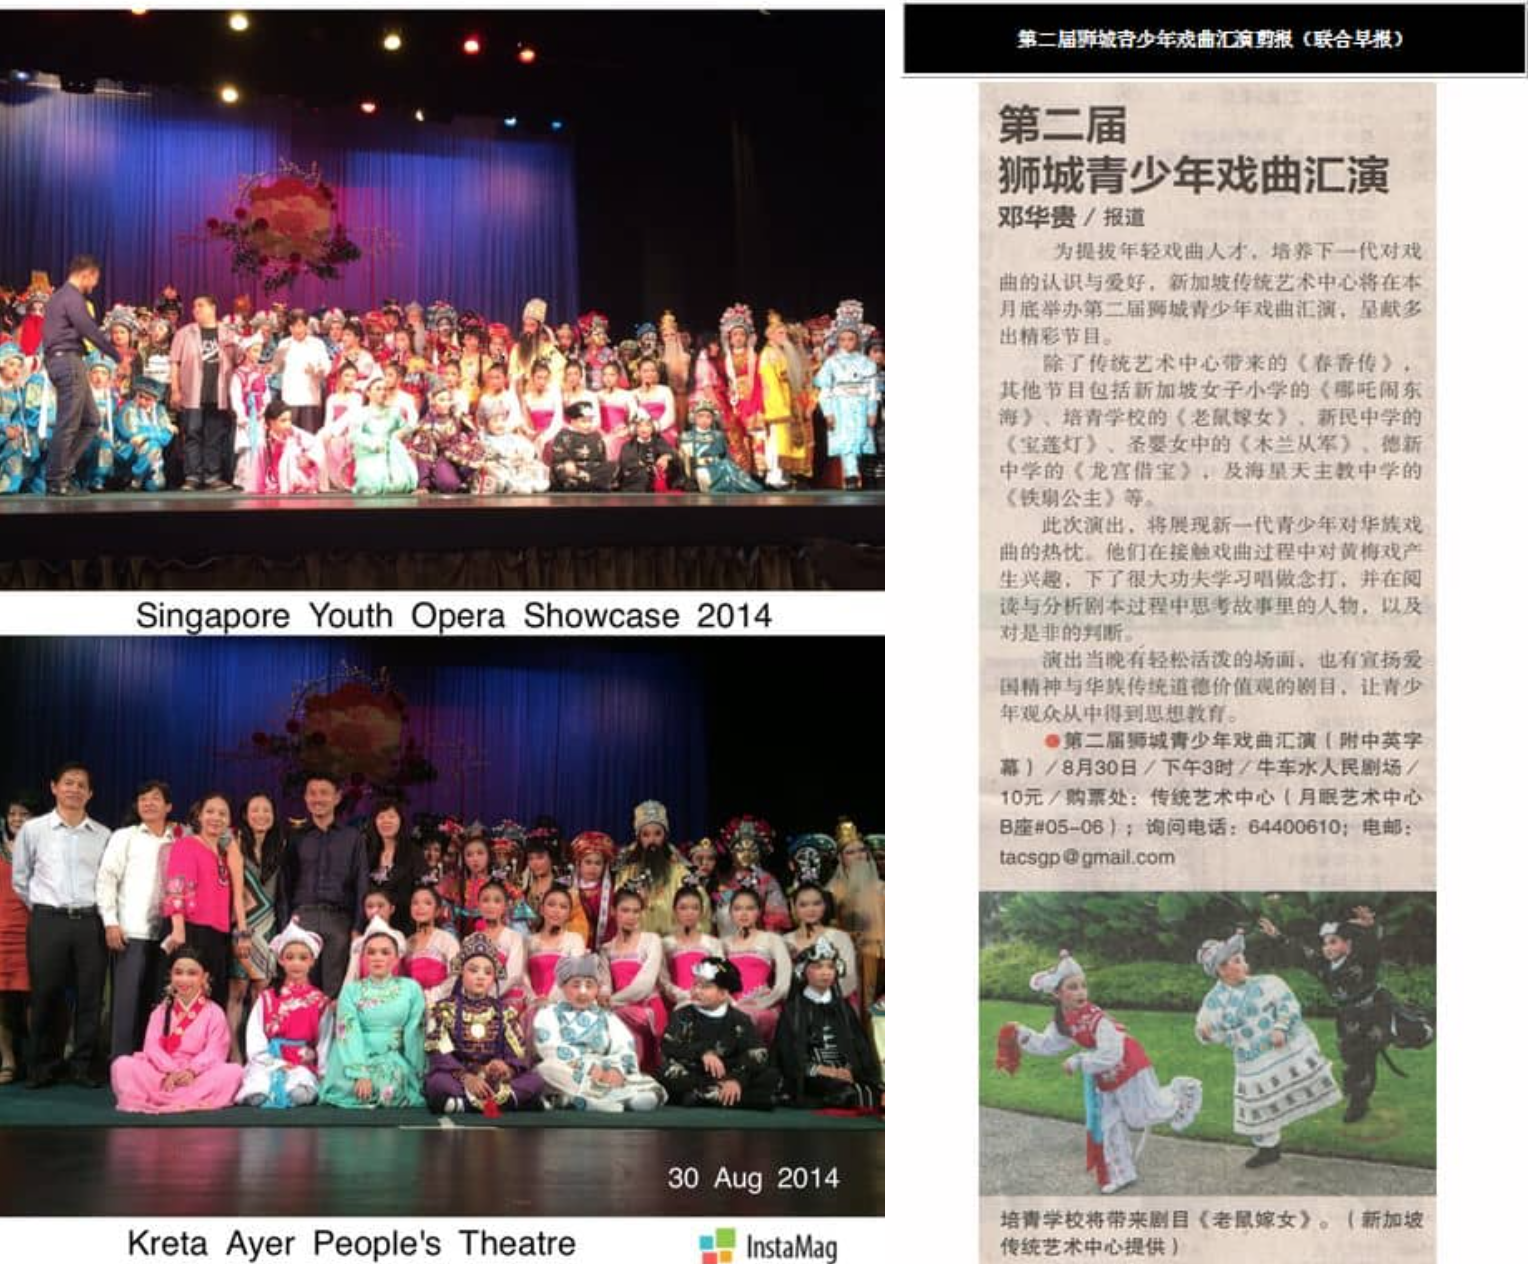 Singapore Youth Opera Showcase 2014
30 Aug 2014
Kreta Ayer People's Theatre
InstaMag
第二届狮城青少年戏曲汇演剪报（联合早报）
第二届
狮城青少年戏曲汇演
邓华贵／报道
为提拔年轻戏曲人才，培养下一代对戏
曲的认识与爱好，新加坡传统艺术中心将在本
月底举办第二届狮城青少年戏曲汇演，呈献多
出精彩节目。
除了传统艺术中心带来的《春香传》，
其他节目包括新加坡女子小学的《哪吒闹东
海》、培青学校的《老鼠嫁女》、新民中学的
《宝莲灯》、圣婴女中的《木兰从军》、德新
中学的《龙宫借宝》，及海星天主教中学的
《铁扇公主》等。
此次演出，将展现新一代青少年对华族戏
曲的热忱。他们在接触戏曲过程中对黄梅戏产
生兴趣，下了很大功夫学习唱做念打，并在阅
读与分析剧本过程中思考故事里的人物，以及
对是非的判断。
演出当晚有轻松活泼的场面，也有宣扬爱
国精神与华族传统道德价值观的剧目，让青少
年观众从中得到思想教育。
●第二届狮城青少年戏曲汇演（附中英字
幕）／8月30日／下午3时／牛车水人民剧场／
10元／购票处：传统艺术中心（月眠艺术中心
B座#05-06）；询问电话：64400610；电邮：
tacsgp@gmail.com
培青学校将带来剧目《老鼠嫁女》。（新加坡
传统艺术中心提供）